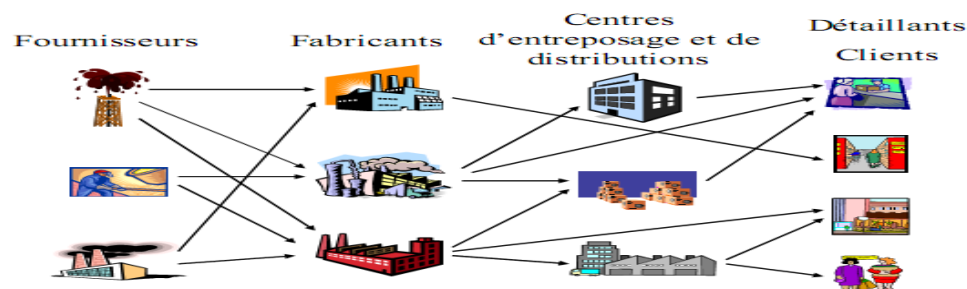 Fournisseurs
Fabricants
Centres
d'entreposage et de
distributions
Détaillants
Clients